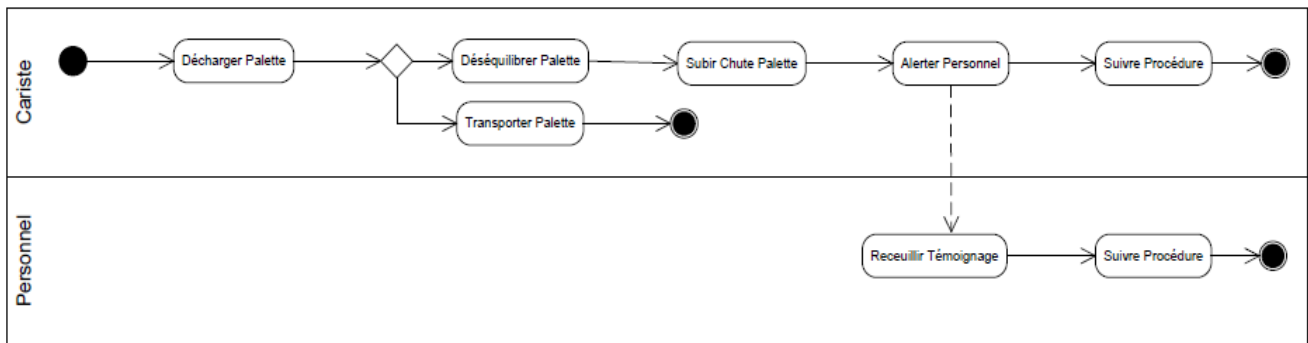 Cariste
Décharger Palette
Déséquilibrer Palette
Subir Chute Palette
Alerter Personnel
Suivre Procédure
Transporter Palette
Personnel
Receuillir Témoignage
Suivre Procédure